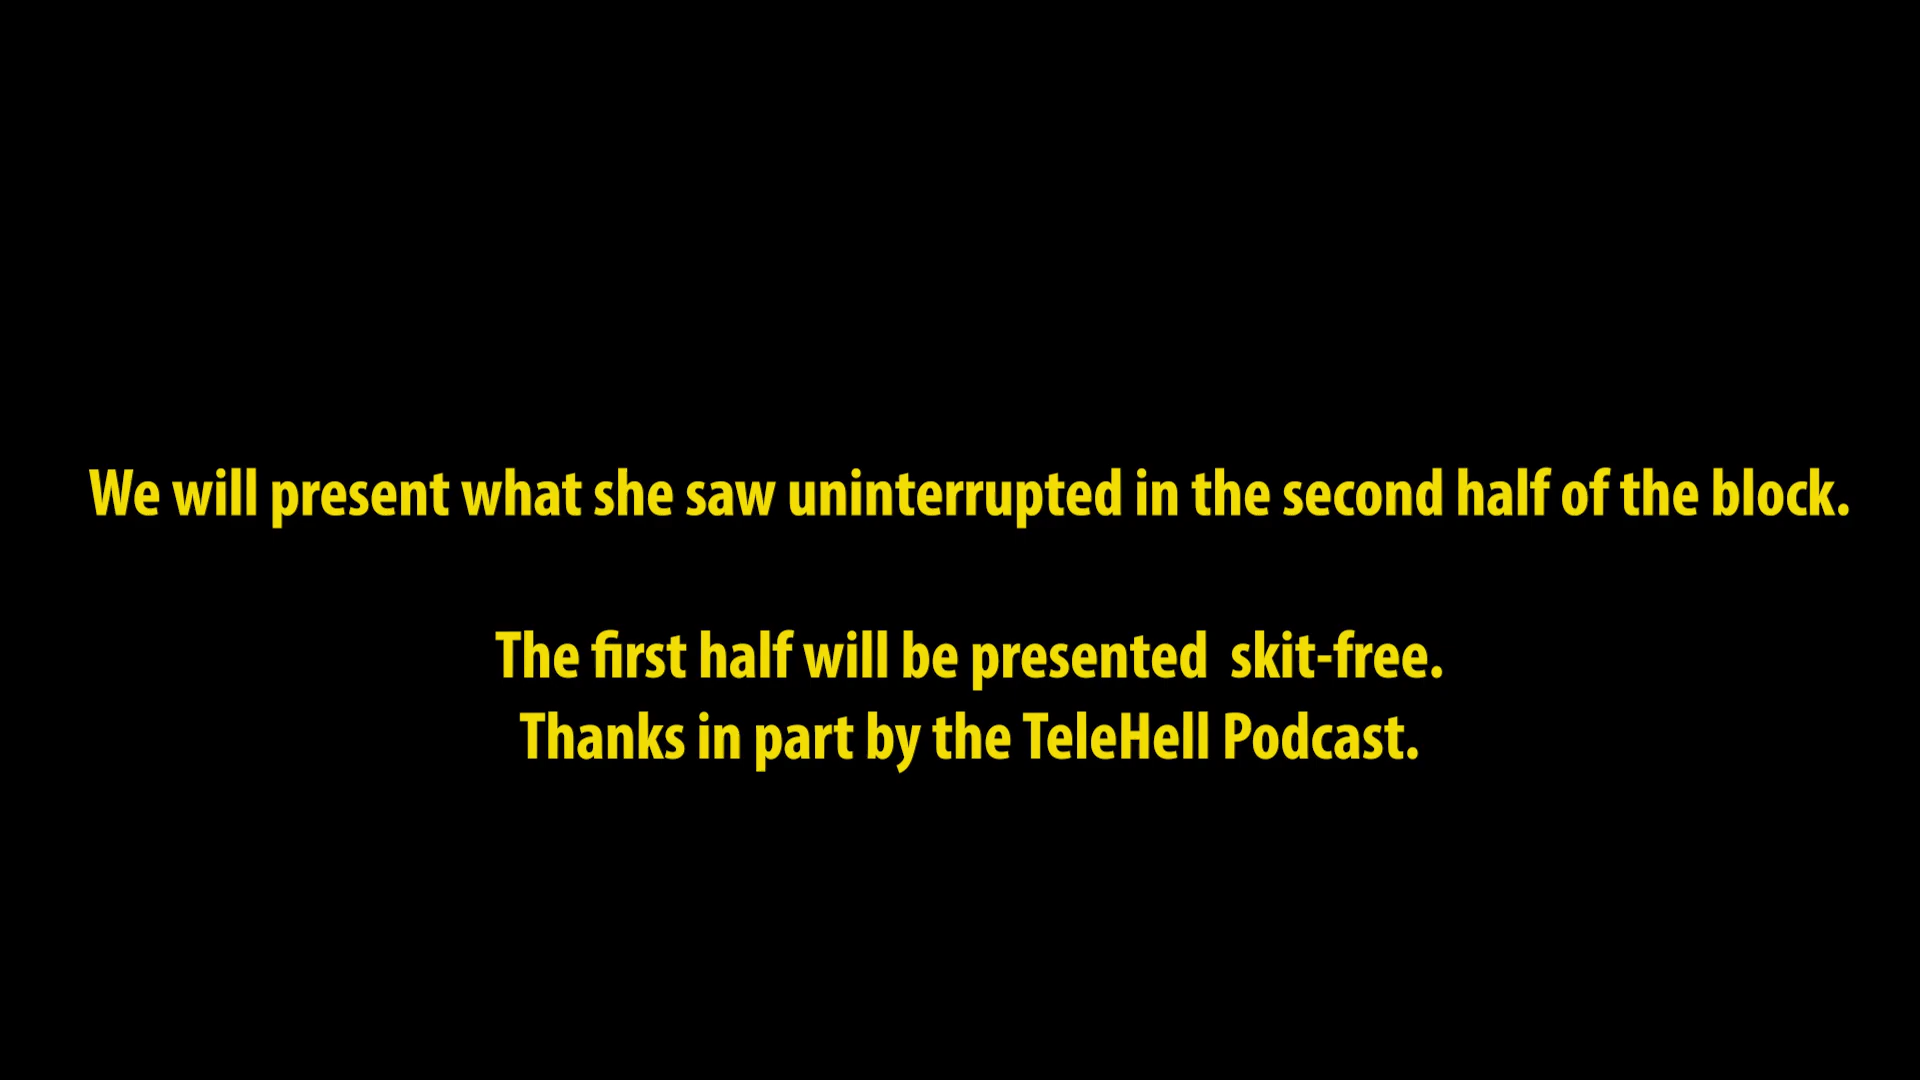 We will present what she saw uninterrupted in the second half of the block.
The first half will be presented  skit-free.
Thanks in part by the TeleHell Podcast.